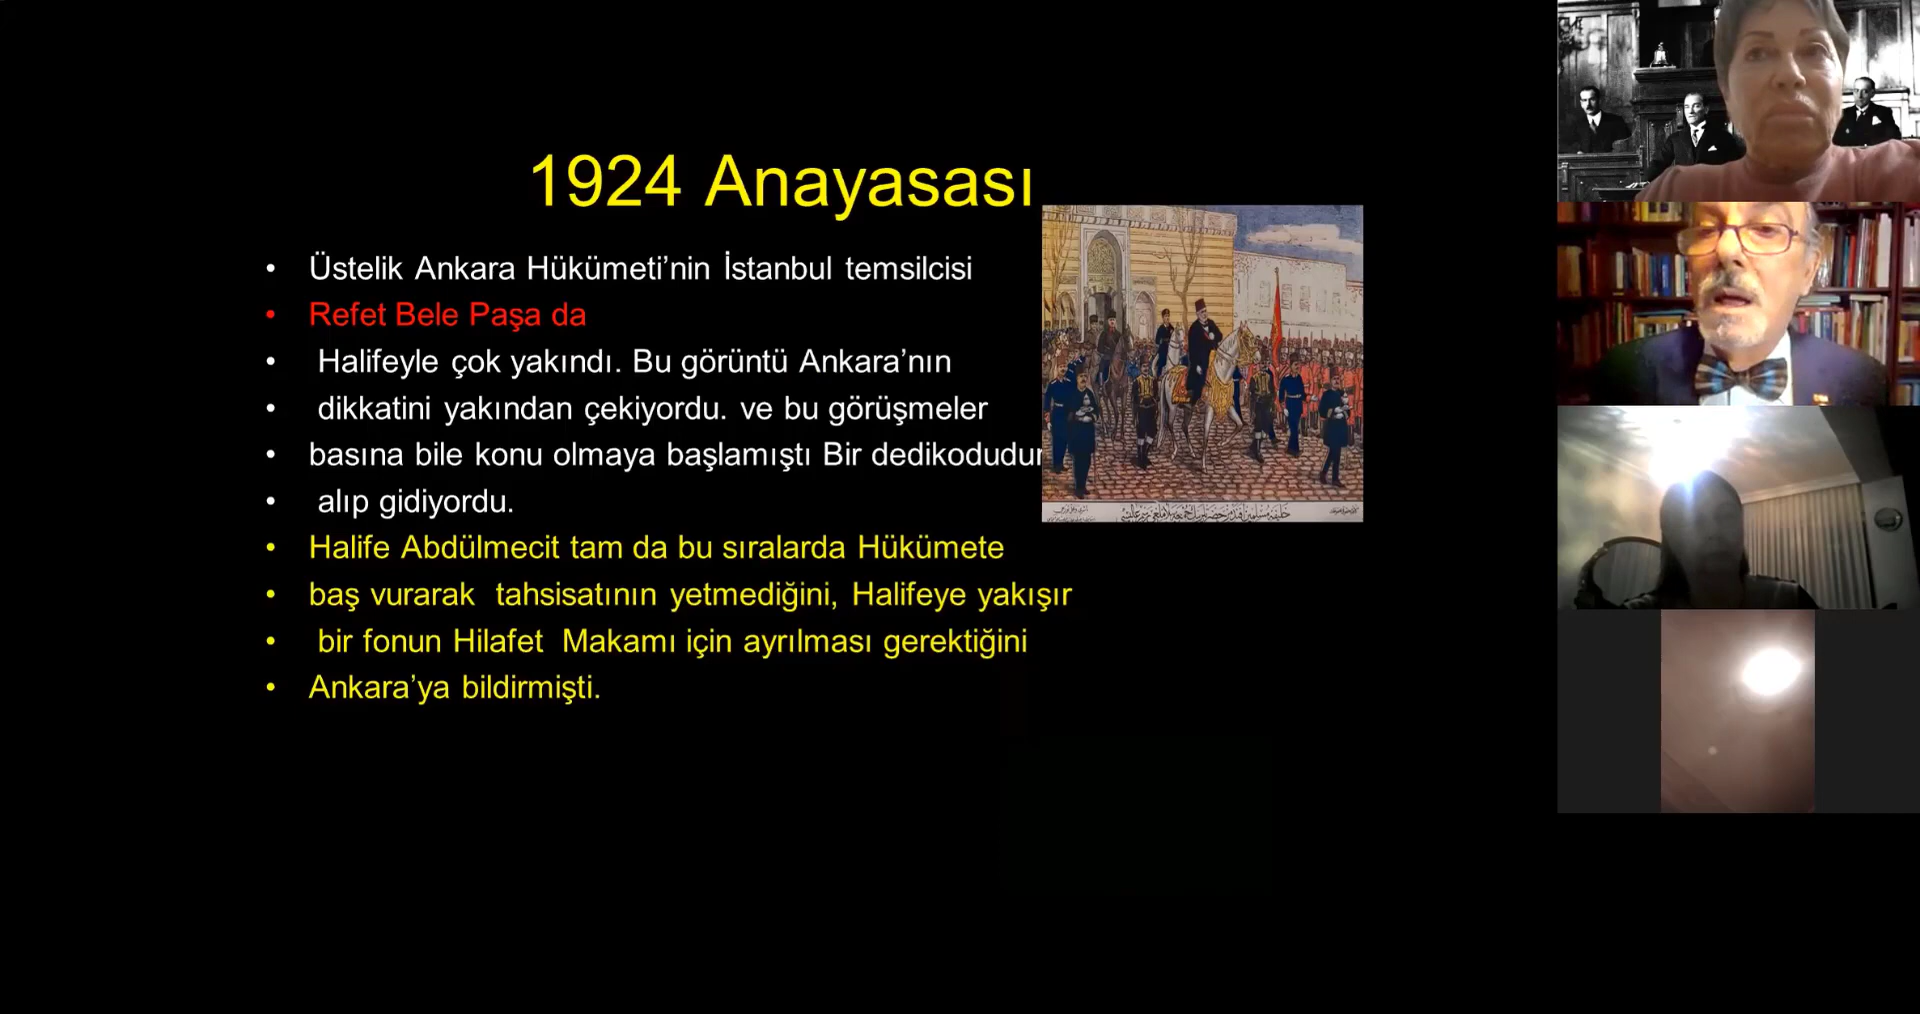 1924 Anayasası
• Üstelik Ankara Hükümeti’nin İstanbul temsilcisi
• Refet Bele Paşa da
• Halifeyle çok yakındı. Bu görüntü Ankara’nın
• dikkatini yakından çekiyordu. ve bu görüşmeler
• basına bile konu olmaya başlamıştı Bir dedikodudur
• alıp gidiyordu.
• Halife Abdülmecit tam da bu sıralarda Hükümete
• baş vurarak  tahsisatının yetmediğini, Halifeye yakışır
• bir fonun Hilafet  Makamı için ayrılması gerektiğini
• Ankara’ya bildirmişti.